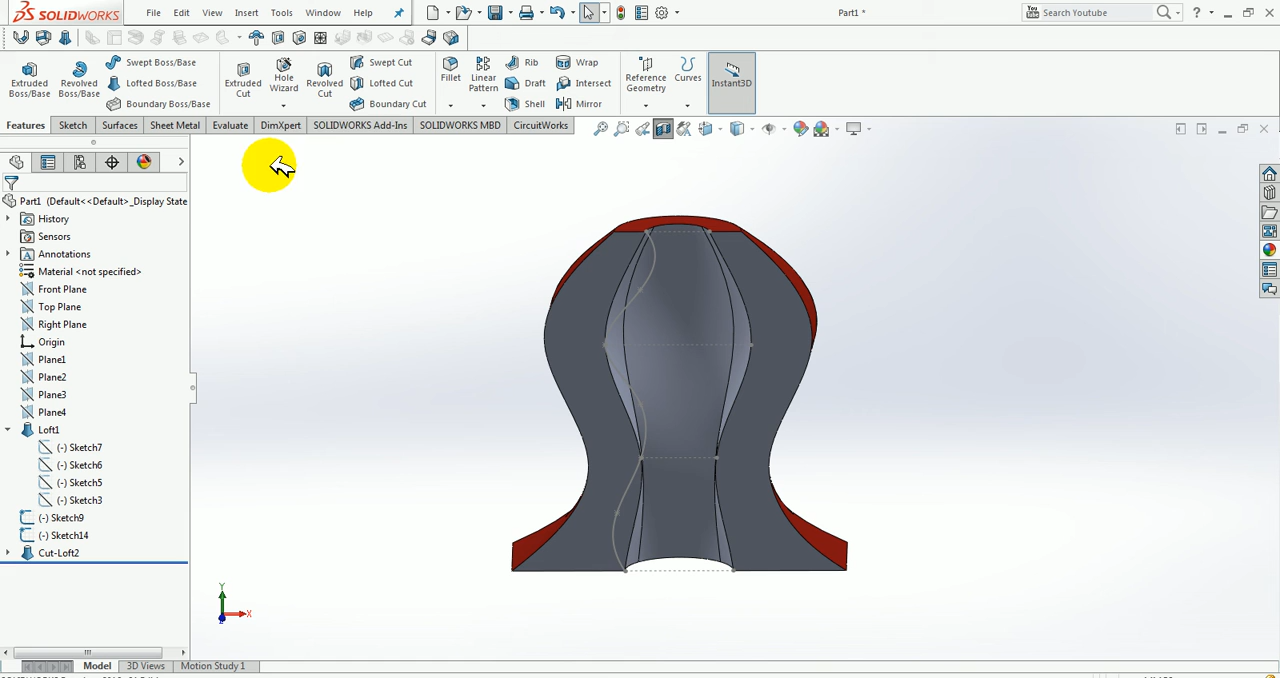 SOLIDWORKS File Edit View Insert Tools Window Help Part1 * Search Youtube ?
Extruded Boss/Base Revolved Boss/Base Swept Boss/Base Lofted Boss/Base Boundary Boss/Base
Extruded Cut Hole Wizard Revolved Cut Swept Cut Lofted Cut Boundary Cut
Fillet Linear Pattern Rib Draft Shell Wrap Intersect Mirror
Reference Geometry Curves Instant3D
Features Sketch Surfaces Sheet Metal Evaluate DimXpert SOLIDWORKS Add-Ins SOLIDWORKS MBD CircuitWorks
Part1 (Default<<Default>_Display State
History
Sensors
Annotations
Material <not specified>
Front Plane
Top Plane
Right Plane
Origin
Plane1
Plane2
Plane3
Plane4
Loft1
(-) Sketch7
(-) Sketch6
(-) Sketch5
(-) Sketch3
(-) Sketch9
(-) Sketch14
Cut-Loft2
Y
X
Z
Model 3D Views Motion Study 1